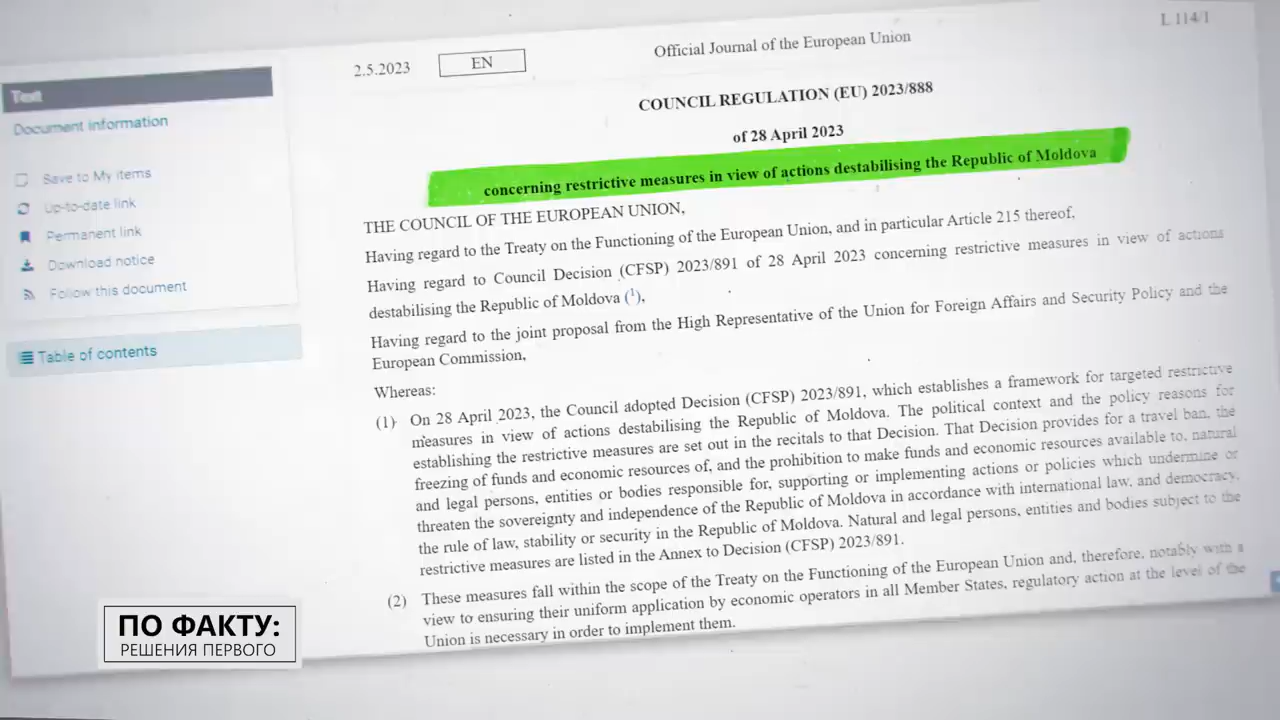 L 114/1
2.5.2023
EN
Official Journal of the European Union
Text
Document information
Save to My items
Up-to-date link
Permanent link
Download notice
Follow this document
Table of contents
COUNCIL REGULATION (EU) 2023/888
of 28 April 2023
concerning restrictive measures in view of actions destabilising the Republic of Moldova
THE COUNCIL OF THE EUROPEAN UNION,
Having regard to the Treaty on the Functioning of the European Union, and in particular Article 215 thereof,
Having regard to Council Decision (CFSP) 2023/891 of 28 April 2023 concerning restrictive measures in view of actions
destabilising the Republic of Moldova (1),
Having regard to the joint proposal from the High Representative of the Union for Foreign Affairs and Security Policy and the
European Commission,
Whereas:
(1) On 28 April 2023, the Council adopted Decision (CFSP) 2023/891, which establishes a framework for targeted restrictive
measures in view of actions destabilising the Republic of Moldova. The political context and the policy reasons for
establishing the restrictive measures are set out in the recitals to that Decision. That Decision provides for a travel ban, the
freezing of funds and economic resources of, and the prohibition to make funds and economic resources available to, natural
and legal persons, entities or bodies responsible for, supporting or implementing actions or policies which undermine or
threaten the sovereignty and independence of the Republic of Moldova in accordance with international law, and democracy,
the rule of law, stability or security in the Republic of Moldova. Natural and legal persons, entities and bodies subject to the
restrictive measures are listed in the Annex to Decision (CFSP) 2023/891.
(2) These measures fall within the scope of the Treaty on the Functioning of the European Union and, therefore, notably with a
view to ensuring their uniform application by economic operators in all Member States, regulatory action at the level of the
Union is necessary in order to implement them.
ПО ФАКТУ:
РЕШЕНИЯ ПЕРВОГО